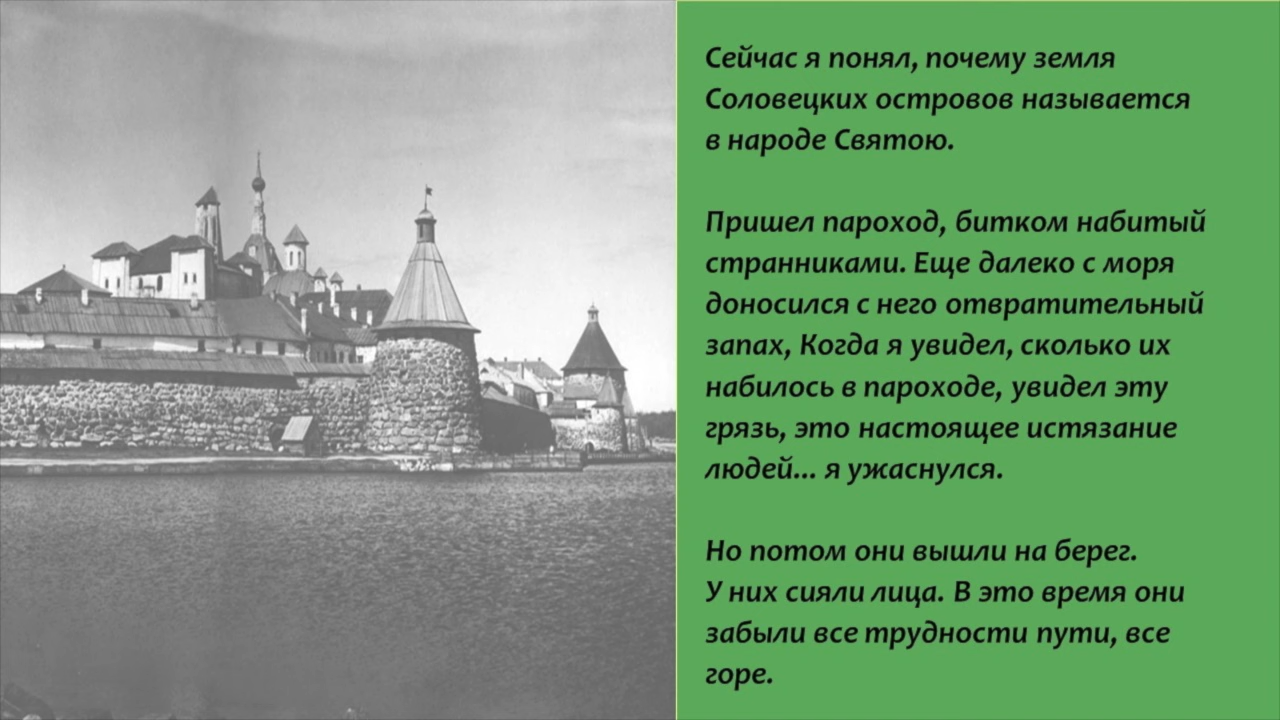 Сейчас я понял, почему земля
Соловецких островов называется
в народе Святою.
Пришел пароход, битком набитый
странниками. Еще далеко с моря
доносился с него отвратительный
запах, Когда я увидел, сколько их
набилось в пароходе, увидел эту
грязь, это настоящее истязание
людей... я ужаснулся.
Но потом они вышли на берег.
У них сияли лица. В это время они
забыли все трудности пути, все
горе.